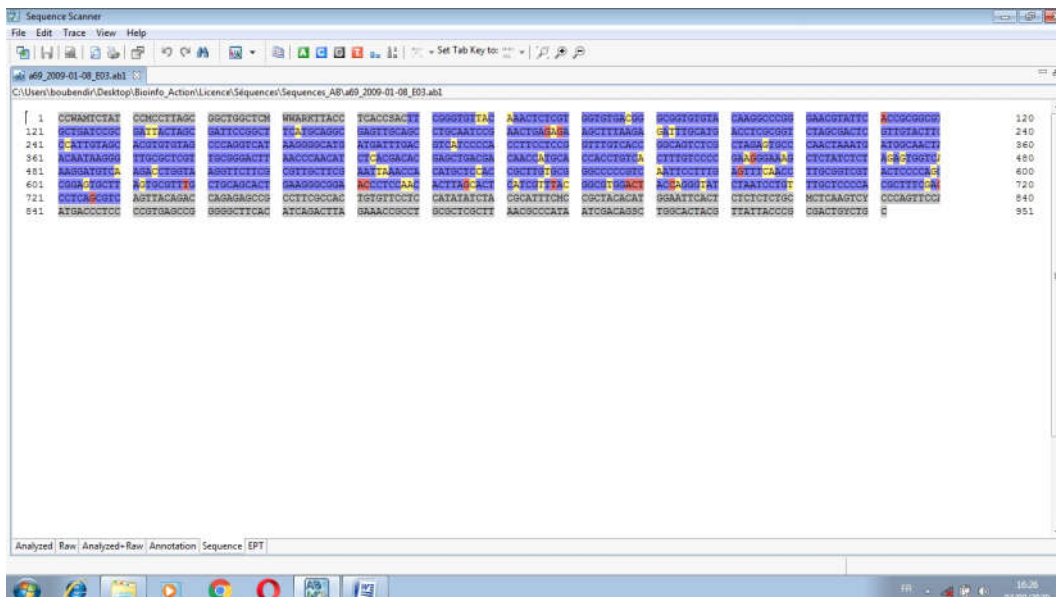 Sequence Scanner
File Edit Trace View Help
Set Tab Key to:
a69_2009-01-08_E03.ab1
C:\Users\boubendir\Desktop\Bioinfo_Action\Licence\Séquences\Sequences_AB\a69_2009-01-08_E03.ab1
1 CCWAMTCTAT CCMCCTTAGC GGCTGGCTCM WWARKTTACC TCACCSACTT CGGGTGTTAC AAACTCTCGT GGTGTGACGG GCGGTGTGTA CAAGGCCCGG GAACGTATTC ACCGCGGCG 120
121 GCTGATCCGC GATTACTAGC GATTCCGGCT TCATGCAGGC GAGTTGCAGC CTGCAATCCG AACTGAGAGA AGCTTTAAGA GATTTGCATG ACCTCGCGGT CTAGCGACTC GTTGTACTT 240
241 CCATTGTAGC ACGTGTGTAG CCCAGGTCAT AAGGGGCATG ATGATTTGAC GTCATCCCCA CCTTCCTCCG GTTTGTCACC GGCAGTCTCG CTAGAGTGCC CAACTAAATG ATGGCAACT 360
361 ACAATAAGGG TTGCGCTCGT TGCGGGACTT AACCCAACAT CTCACGACAC GAGCTGACGA CAACCATGCA CCACCTGTCA CTTTGTCCCC GAAGGGAAAG CTCTATCTCT AGAGTGGTC 480
481 AAGGATGTCA AGACTTGGTA AGGTTCTTCG CGTTGCTTCG AATTAAACCA CATGCTCCAC CGCTTGTGCG GGCCCCCGTC AATTCCTTTG AGTTTCAACC TTGCGGTCGT ACTCCCCAG 600
601 CGGAGTGCTT AGTGCGTTTG CTGCAGCACT GAAGGGCGGA ACCCTCCAAC ACTTAGCACT CATCGTTTAC GGCGTGGACT ACCAGGGTAT CTAATCCTGT TTGCTCCCCA CGCTTTCGA 720
721 CCTCAGCGTC AGTTACAGAC CAGAGAGCCG CCTTCGCCAC TGTGTTCCTC CATATATCTA CGCATTTCMC CGCTACACAT GGAATTCACT CTCTCTCTGC MCTCAAGTCY CCCAGTTCC 840
841 ATGACCCTCC CCGTGAGCCG GGGGCTTCAC ATCAGACTTA GAAACCGCCT GCGCTCGCTT AACGCCCATA ATCGACAGSC TGGCACTACG TTATTACCCG CGACTGYCTG C 951
Analyzed Raw Analyzed+Raw Annotation Sequence EPT
FR 16:26